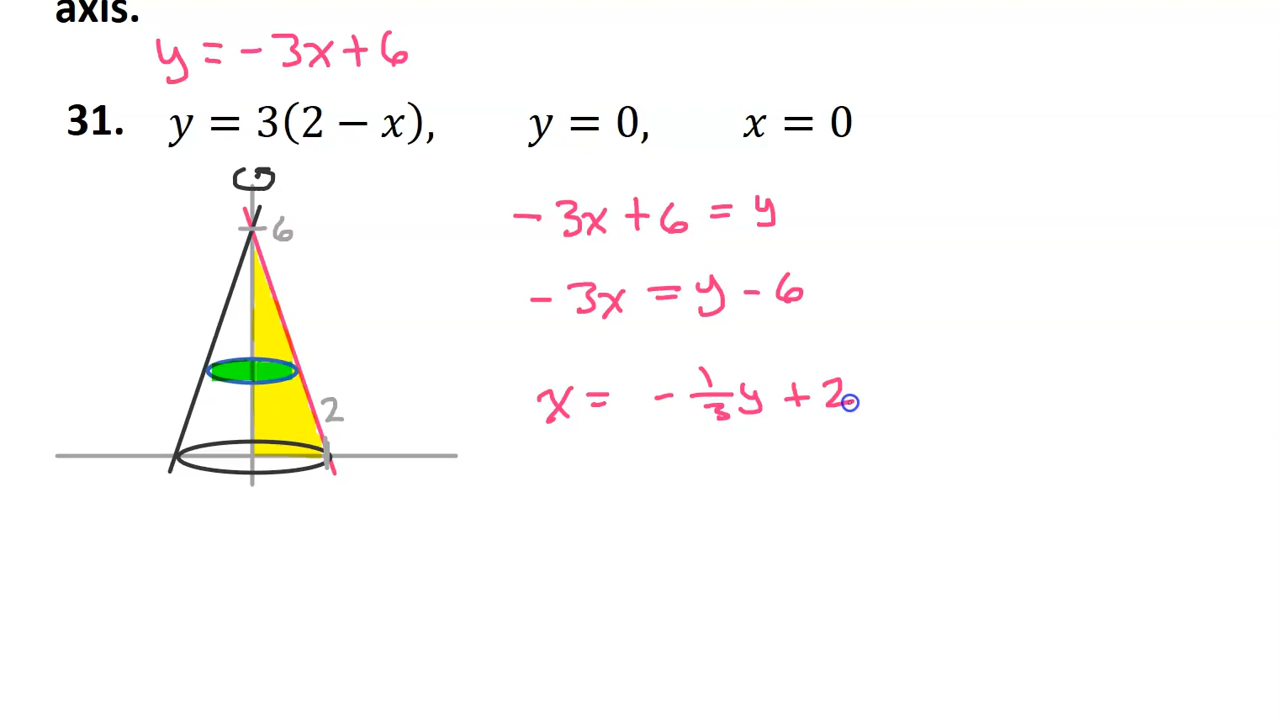 axis.
y = -3x + 6
31. y = 3(2 − x), y = 0, x = 0
6
-3x + 6 = y
-3x = y - 6
x = -1/3 y + 2
2